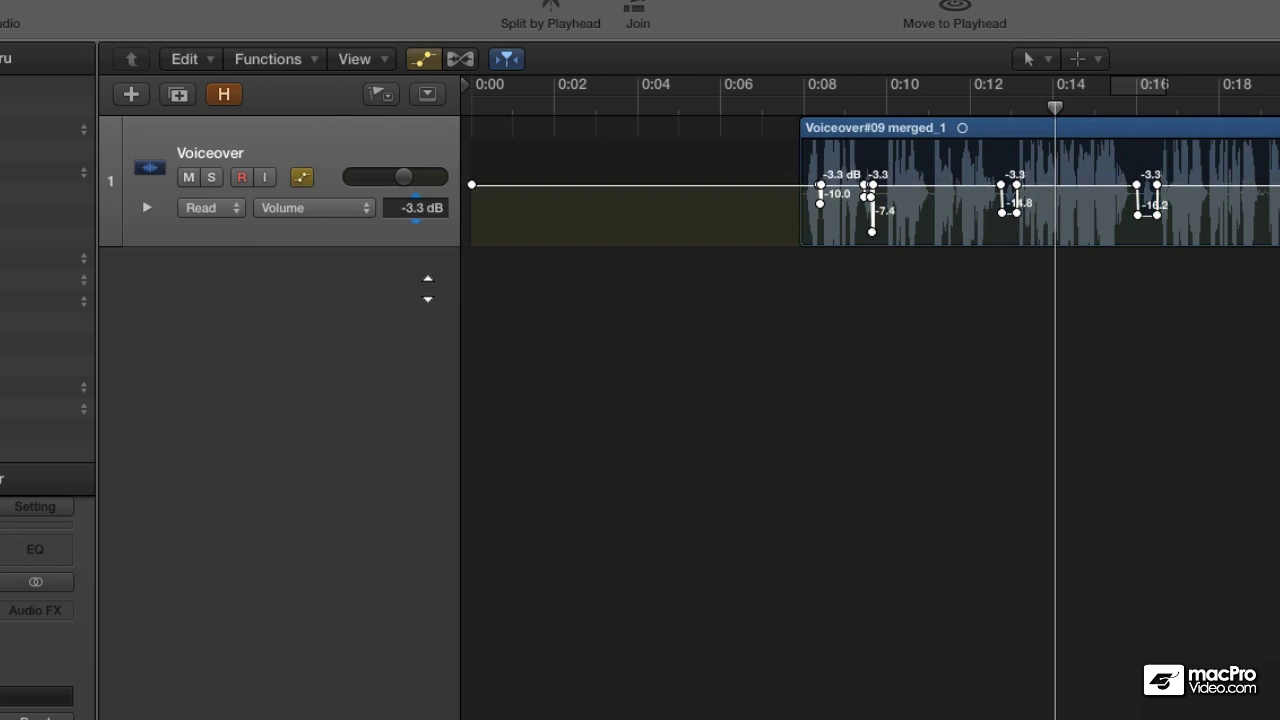 udio
Split by Playhead
Join
Move to Playhead
ru
Edit
Functions
View
H
0:00
0:02
0:04
0:06
0:08
0:10
0:12
0:14
0:16
0:18
Voiceover#09 merged_1
1
Voiceover
M S R I
Read
Volume
-3.3 dB
-3.3 dB
-3.3
-3.3
-3.3
-10.0
-7.4
-14.8
-16.2
r
Setting
EQ
Audio FX
macPro
Video.com